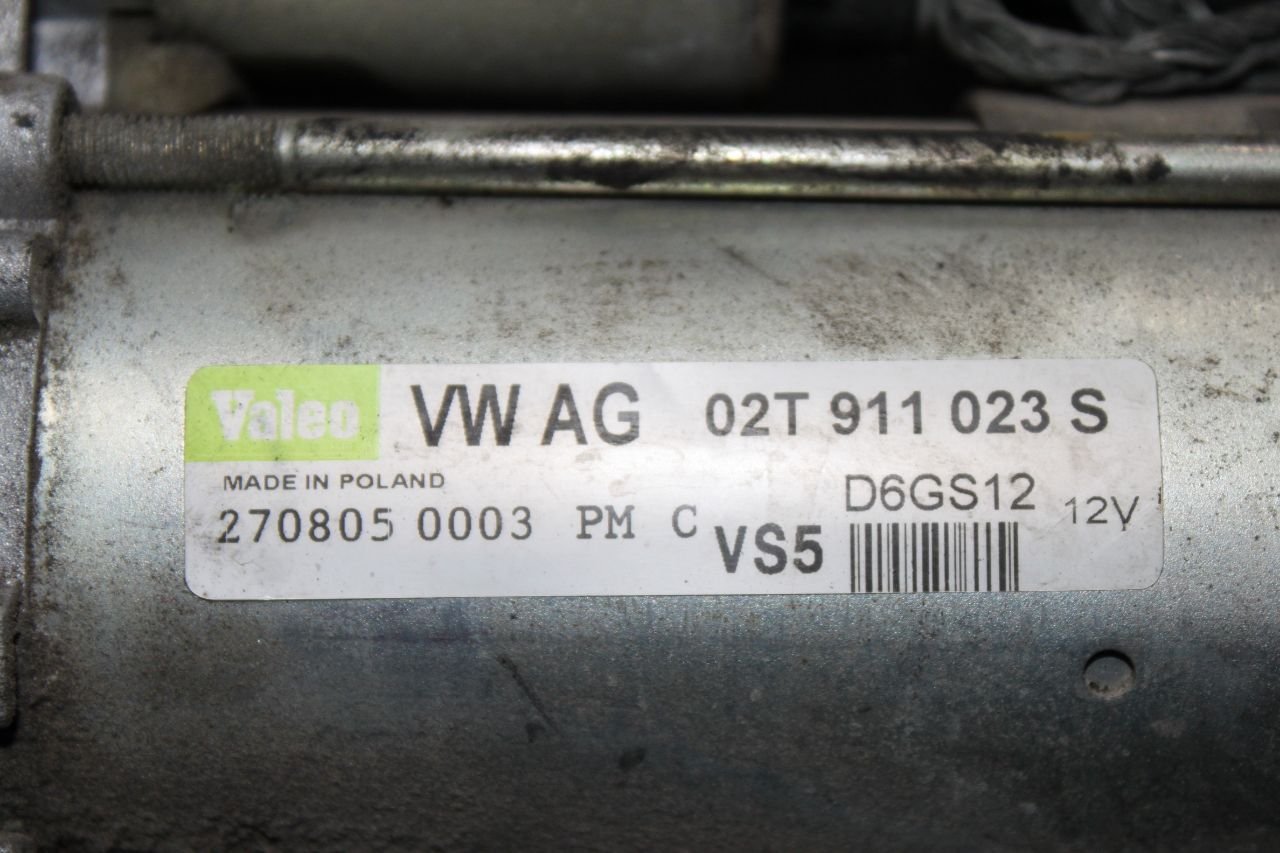 Valeo VW AG 02T 911 023 S
MADE IN POLAND
D6GS12 12V
270805 0003 PM C VS5